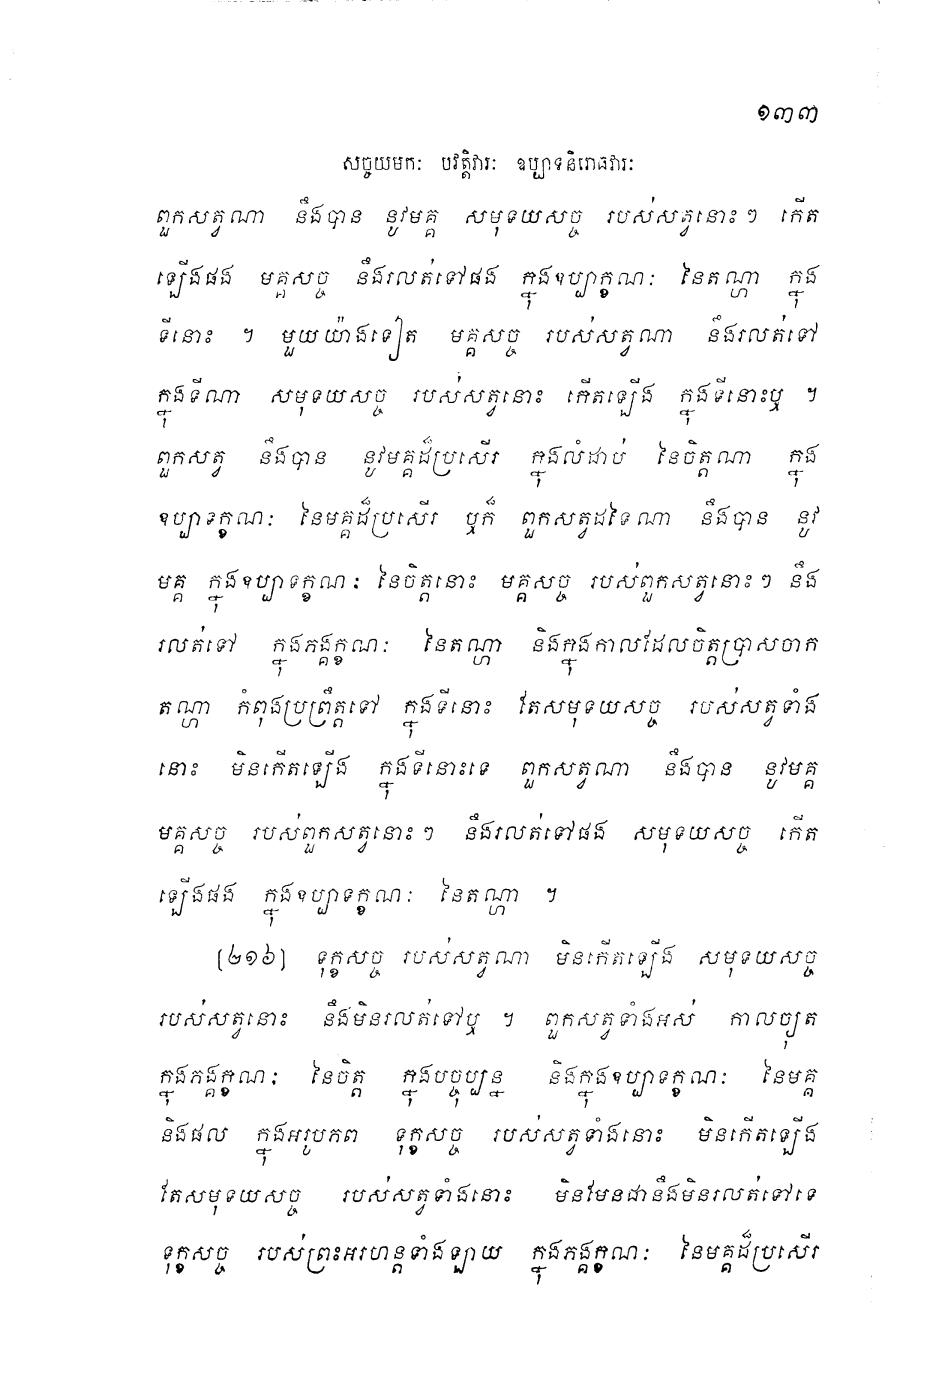 ១៣៣
សច្ចយមកៈ បវត្តិវារៈ ឧប្បាទនិរោធវារៈ
ពួកសត្វណា នឹងបាន នូវមគ្គ សមុទយសច្ច របស់សត្វនោះៗ កើត
ឡើងផង មគ្គសច្ច នឹងរលត់ទៅផង ក្នុងឧប្បាក្ខណៈ នៃតណ្ហា ក្នុង
ទីនោះ ។ មួយយ៉ាងទៀត មគ្គសច្ច របស់សត្វណា នឹងរលត់ទៅ
ក្នុងទីណា សមុទយសច្ច របស់សត្វនោះ កើតឡើង ក្នុងទីនោះឬ ។
ពួកសត្វ នឹងបាន នូវមគ្គដ៏ប្រសើរ ក្នុងលំដាប់ នៃចិត្តណា ក្នុង
ឧប្បាទក្ខណៈ នៃមគ្គដ៏ប្រសើរ ឬក៏ ពួកសត្វដទៃណា នឹងបាន នូវ
មគ្គ ក្នុងឧប្បាទក្ខណៈ នៃចិត្តនោះ មគ្គសច្ច របស់ពួកសត្វនោះៗ នឹង
រលត់ទៅ ក្នុងភង្គក្ខណៈ នៃតណ្ហា និងក្នុងកាលដែលចិត្តប្រាសចាក
តណ្ហា កំពុងប្រព្រឹត្តទៅ ក្នុងទីនោះ តែសមុទយសច្ច របស់សត្វទាំង
នោះ មិនកើតឡើង ក្នុងទីនោះទេ ពួកសត្វណា នឹងបាន នូវមគ្គ
មគ្គសច្ច របស់ពួកសត្វនោះៗ នឹងរលត់ទៅផង សមុទយសច្ច កើត
ឡើងផង ក្នុងឧប្បាទក្ខណៈ នៃតណ្ហា ។
(២១៦) ទុក្ខសច្ច របស់សត្វណា មិនកើតឡើង សមុទយសច្ច
របស់សត្វនោះ នឹងមិនរលត់ទៅឬ ។ ពួកសត្វទាំងអស់ កាលច្យុត
ក្នុងភង្គក្ខណៈ នៃចិត្ត ក្នុងបច្ចុប្បន្ន និងក្នុងឧប្បាទក្ខណៈ នៃមគ្គ
និងផល ក្នុងអរូបភព ទុក្ខសច្ច របស់សត្វទាំងនោះ មិនកើតឡើង
តែសមុទយសច្ច របស់សត្វទាំងនោះ មិនមែនជានឹងមិនរលត់ទៅទេ
ទុក្ខសច្ច របស់ព្រះអរហន្តទាំងឡាយ ក្នុងភង្គក្ខណៈ នៃមគ្គដ៏ប្រសើរ